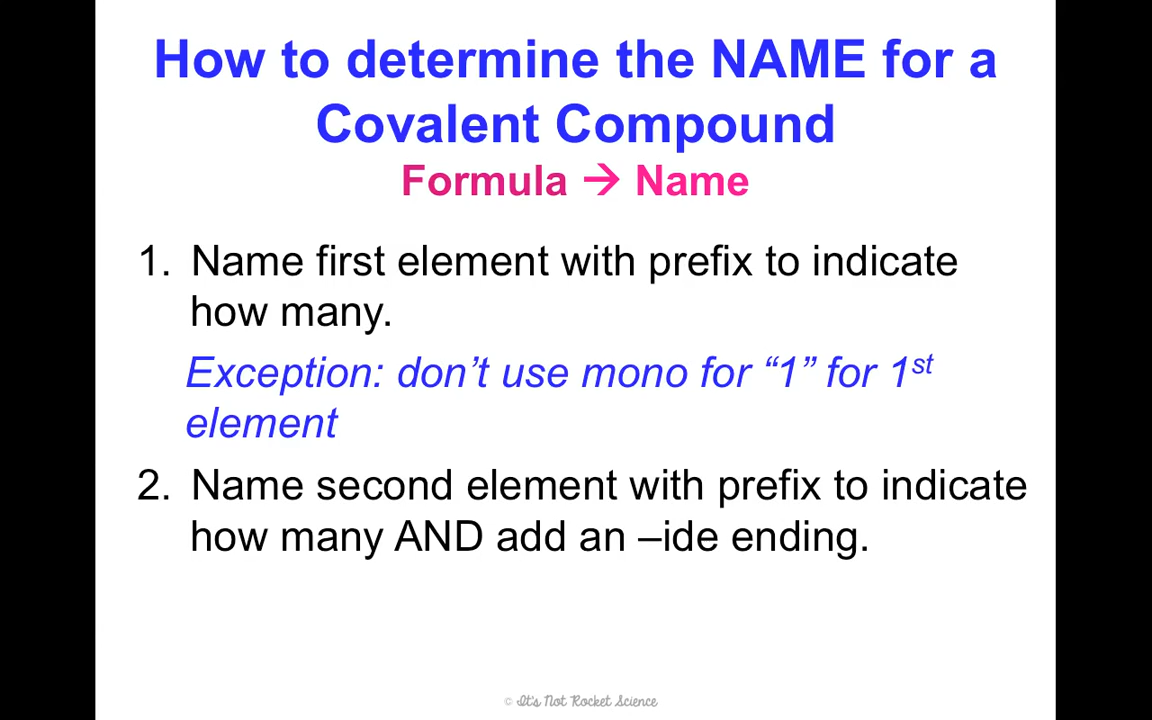 How to determine the NAME for a
Covalent Compound
Formula → Name
1. Name first element with prefix to indicate
how many.
Exception: don’t use mono for “1” for 1st
element
2. Name second element with prefix to indicate
how many AND add an –ide ending.
© It's Not Rocket Science